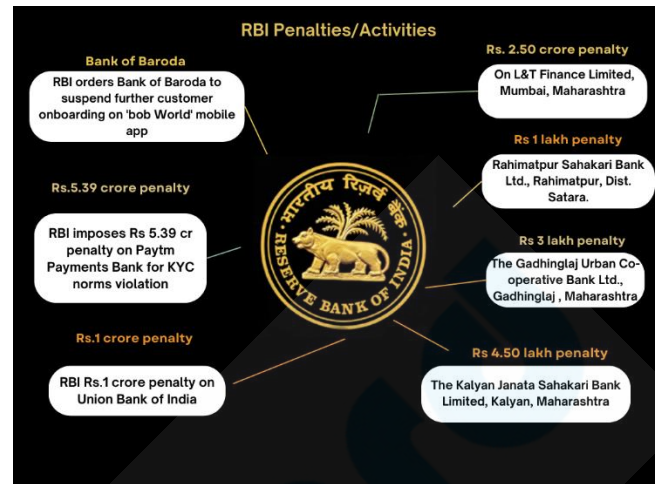 RBI Penalties/Activities
Bank of Baroda
RBI orders Bank of Baroda to
suspend further customer
onboarding on 'bob World' mobile
app
Rs.5.39 crore penalty
RBI imposes Rs 5.39 cr
penalty on Paytm
Payments Bank for KYC
norms violation
Rs.1 crore penalty
RBI Rs.1 crore penalty on
Union Bank of India
भारतीय रिज़र्व बैंक
RESERVE BANK OF INDIA
Rs. 2.50 crore penalty
On L&T Finance Limited,
Mumbai, Maharashtra
Rs 1 lakh penalty
Rahimatpur Sahakari Bank
Ltd., Rahimatpur, Dist.
Satara.
Rs 3 lakh penalty
The Gadhinglaj Urban Co-
operative Bank Ltd.,
Gadhinglaj , Maharashtra
Rs 4.50 lakh penalty
The Kalyan Janata Sahakari Bank
Limited, Kalyan, Maharashtra